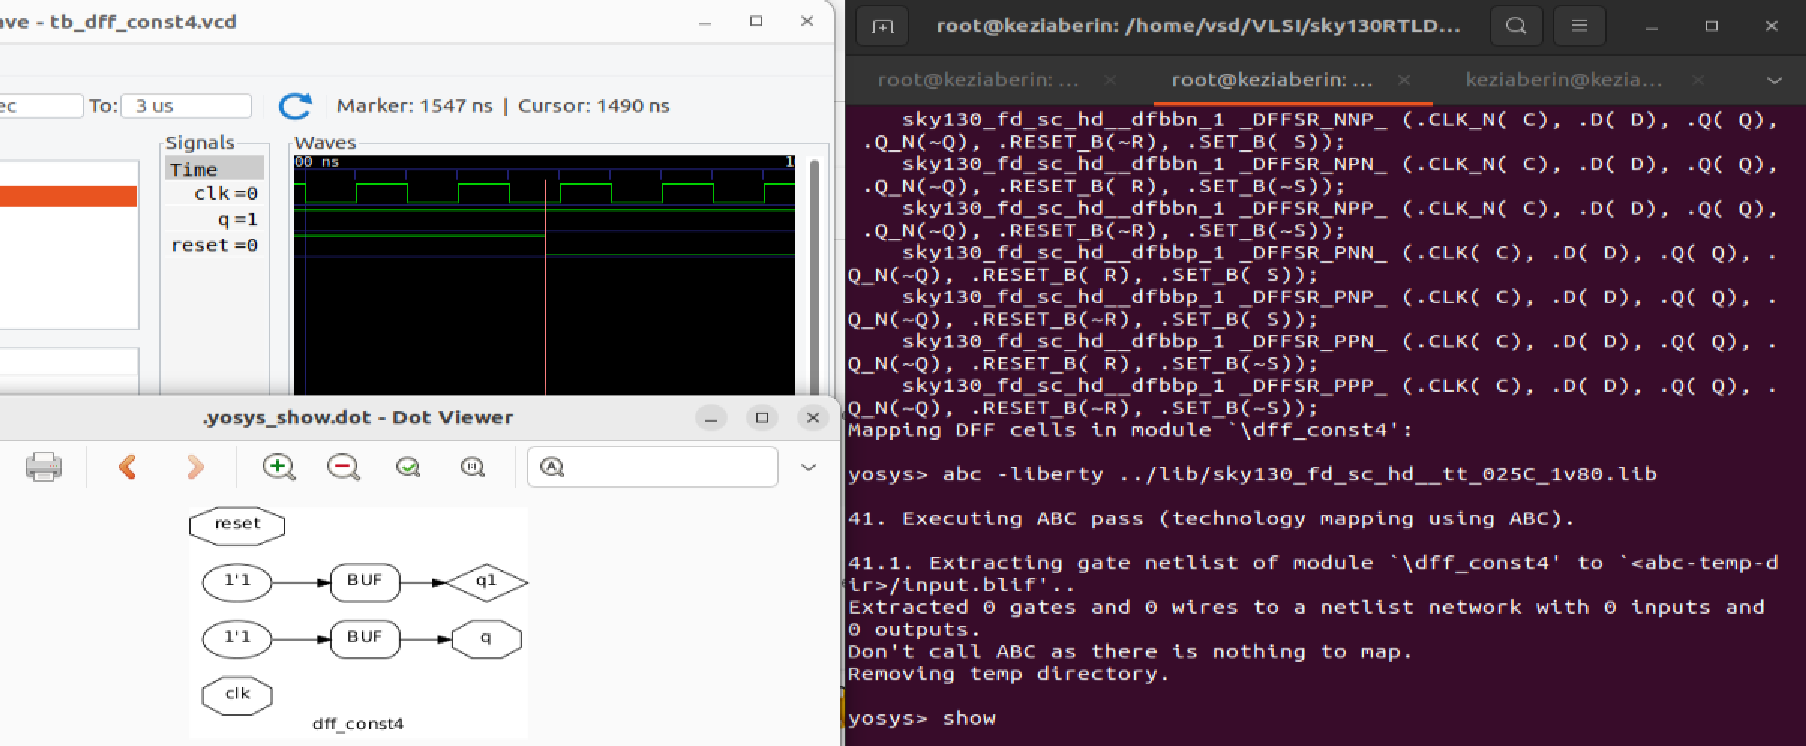 ave - tb_dff_const4.vcd
ec
To: 3 us
Marker: 1547 ns | Cursor: 1490 ns
Signals
Time
clk =0
q =1
reset =0
Waves
00 ns
1
.yosys_show.dot - Dot Viewer
reset
1'1 BUF q1
1'1 BUF q
clk
dff_const4
root@keziaberin: /home/vsd/VLSI/sky130RTLD...
root@keziaberin: ...
root@keziaberin: ...
keziaberin@kezia...
sky130_fd_sc_hd__dfbbn_1 _DFFSR_NNP_ (.CLK_N( C), .D( D), .Q( Q),
.Q_N(~Q), .RESET_B(~R), .SET_B( S));
sky130_fd_sc_hd__dfbbn_1 _DFFSR_NPN_ (.CLK_N( C), .D( D), .Q( Q),
.Q_N(~Q), .RESET_B( R), .SET_B(~S));
sky130_fd_sc_hd__dfbbn_1 _DFFSR_NPP_ (.CLK_N( C), .D( D), .Q( Q),
.Q_N(~Q), .RESET_B(~R), .SET_B(~S));
sky130_fd_sc_hd__dfbbp_1 _DFFSR_PNN_ (.CLK( C), .D( D), .Q( Q), .
Q_N(~Q), .RESET_B( R), .SET_B( S));
sky130_fd_sc_hd__dfbbp_1 _DFFSR_PNP_ (.CLK( C), .D( D), .Q( Q), .
Q_N(~Q), .RESET_B(~R), .SET_B( S));
sky130_fd_sc_hd__dfbbp_1 _DFFSR_PPN_ (.CLK( C), .D( D), .Q( Q), .
Q_N(~Q), .RESET_B( R), .SET_B(~S));
sky130_fd_sc_hd__dfbbp_1 _DFFSR_PPP_ (.CLK( C), .D( D), .Q( Q), .
Q_N(~Q), .RESET_B(~R), .SET_B(~S));
Mapping DFF cells in module `\dff_const4':
yosys> abc -liberty ../lib/sky130_fd_sc_hd__tt_025C_1v80.lib
41. Executing ABC pass (technology mapping using ABC).
41.1. Extracting gate netlist of module `\dff_const4' to `<abc-temp-d
ir>/input.blif'..
Extracted 0 gates and 0 wires to a netlist network with 0 inputs and
0 outputs.
Don't call ABC as there is nothing to map.
Removing temp directory.
yosys> show